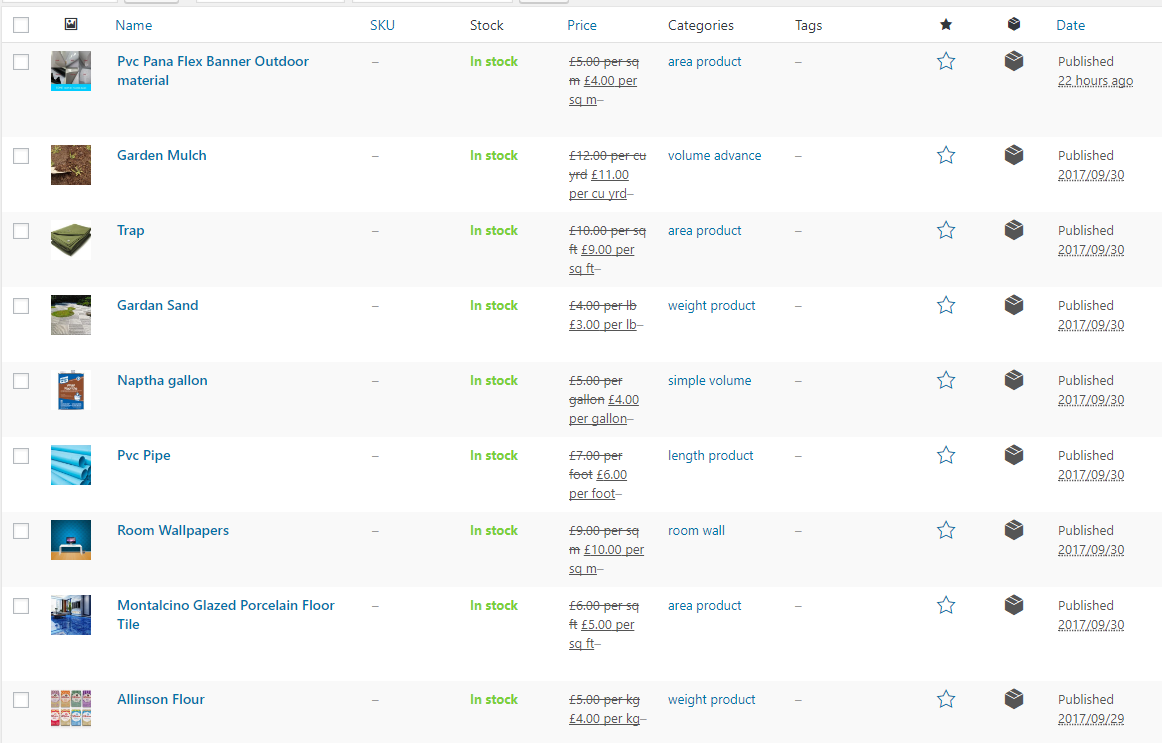 Name SKU Stock Price Categories Tags Date
Pvc Pana Flex Banner Outdoor – In stock £5.00 per sq area product – Published
material m £4.00 per 22 hours ago
sq m–
Garden Mulch – In stock £12.00 per cu volume advance – Published
yrd £11.00 2017/09/30
per cu yrd–
Trap – In stock £10.00 per sq area product – Published
ft £9.00 per 2017/09/30
sq ft–
Gardan Sand – In stock £4.00 per lb weight product – Published
£3.00 per lb– 2017/09/30
Naptha gallon – In stock £5.00 per simple volume – Published
gallon £4.00 2017/09/30
per gallon–
Pvc Pipe – In stock £7.00 per length product – Published
foot £6.00 2017/09/30
per foot–
Room Wallpapers – In stock £9.00 per sq room wall – Published
m £10.00 per 2017/09/30
sq m–
Montalcino Glazed Porcelain Floor – In stock £6.00 per sq area product – Published
Tile ft £5.00 per 2017/09/30
sq ft–
Allinson Flour – In stock £5.00 per kg weight product – Published
£4.00 per kg– 2017/09/29